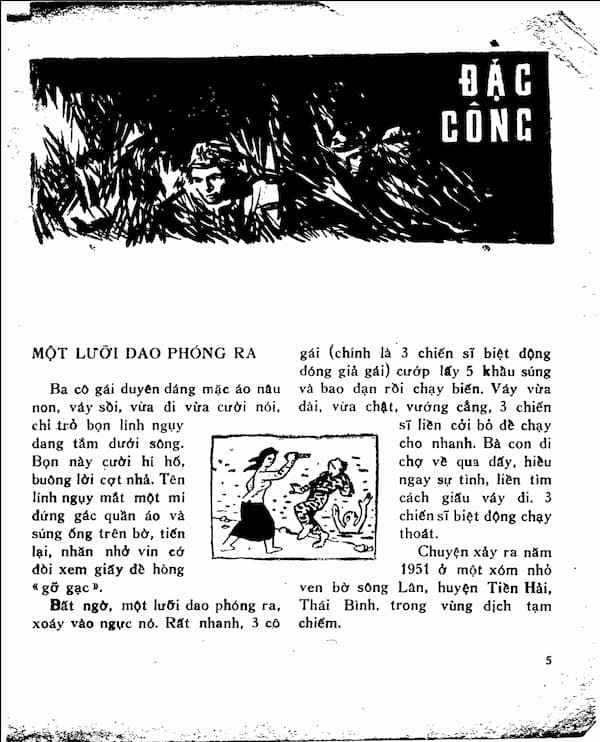 ĐẶC
CÔNG
MỘT LƯỠI DAO PHÓNG RA
Ba cô gái duyên dáng mặc áo nâu
non, váy sồi, vừa đi vừa cười nói,
chỉ trỏ bọn lính ngụy
đang tắm dưới sông.
Bọn này cười hí hố,
buông lời cợt nhả. Tên
lính ngụy mắt một mí
đứng gác quần áo và
súng ống trên bờ, tiến
lại, nhăn nhở vin cớ
đòi xem giấy để hòng
«gỡ gạc».
Bất ngờ, một lưỡi dao phóng ra,
xoáy vào ngực nó. Rất nhanh, 3 cô
gái (chính là 3 chiến sĩ biệt động
đóng giả gái) cướp lấy 5 khẩu súng
và bao đạn rồi chạy biến. Váy vừa
dài, vừa chật, vướng cẳng, 3 chiến
sĩ liền cởi bỏ để chạy
cho nhanh. Bà con đi
chợ về qua đấy, hiểu
ngay sự tình, liền tìm
cách giấu váy đi. 3
chiến sĩ biệt động chạy
thoát.
Chuyện xảy ra năm
1951 ở một xóm nhỏ
ven bờ sông Lân, huyện Tiền Hải,
Thái Bình, trong vùng địch tạm
chiếm.
5